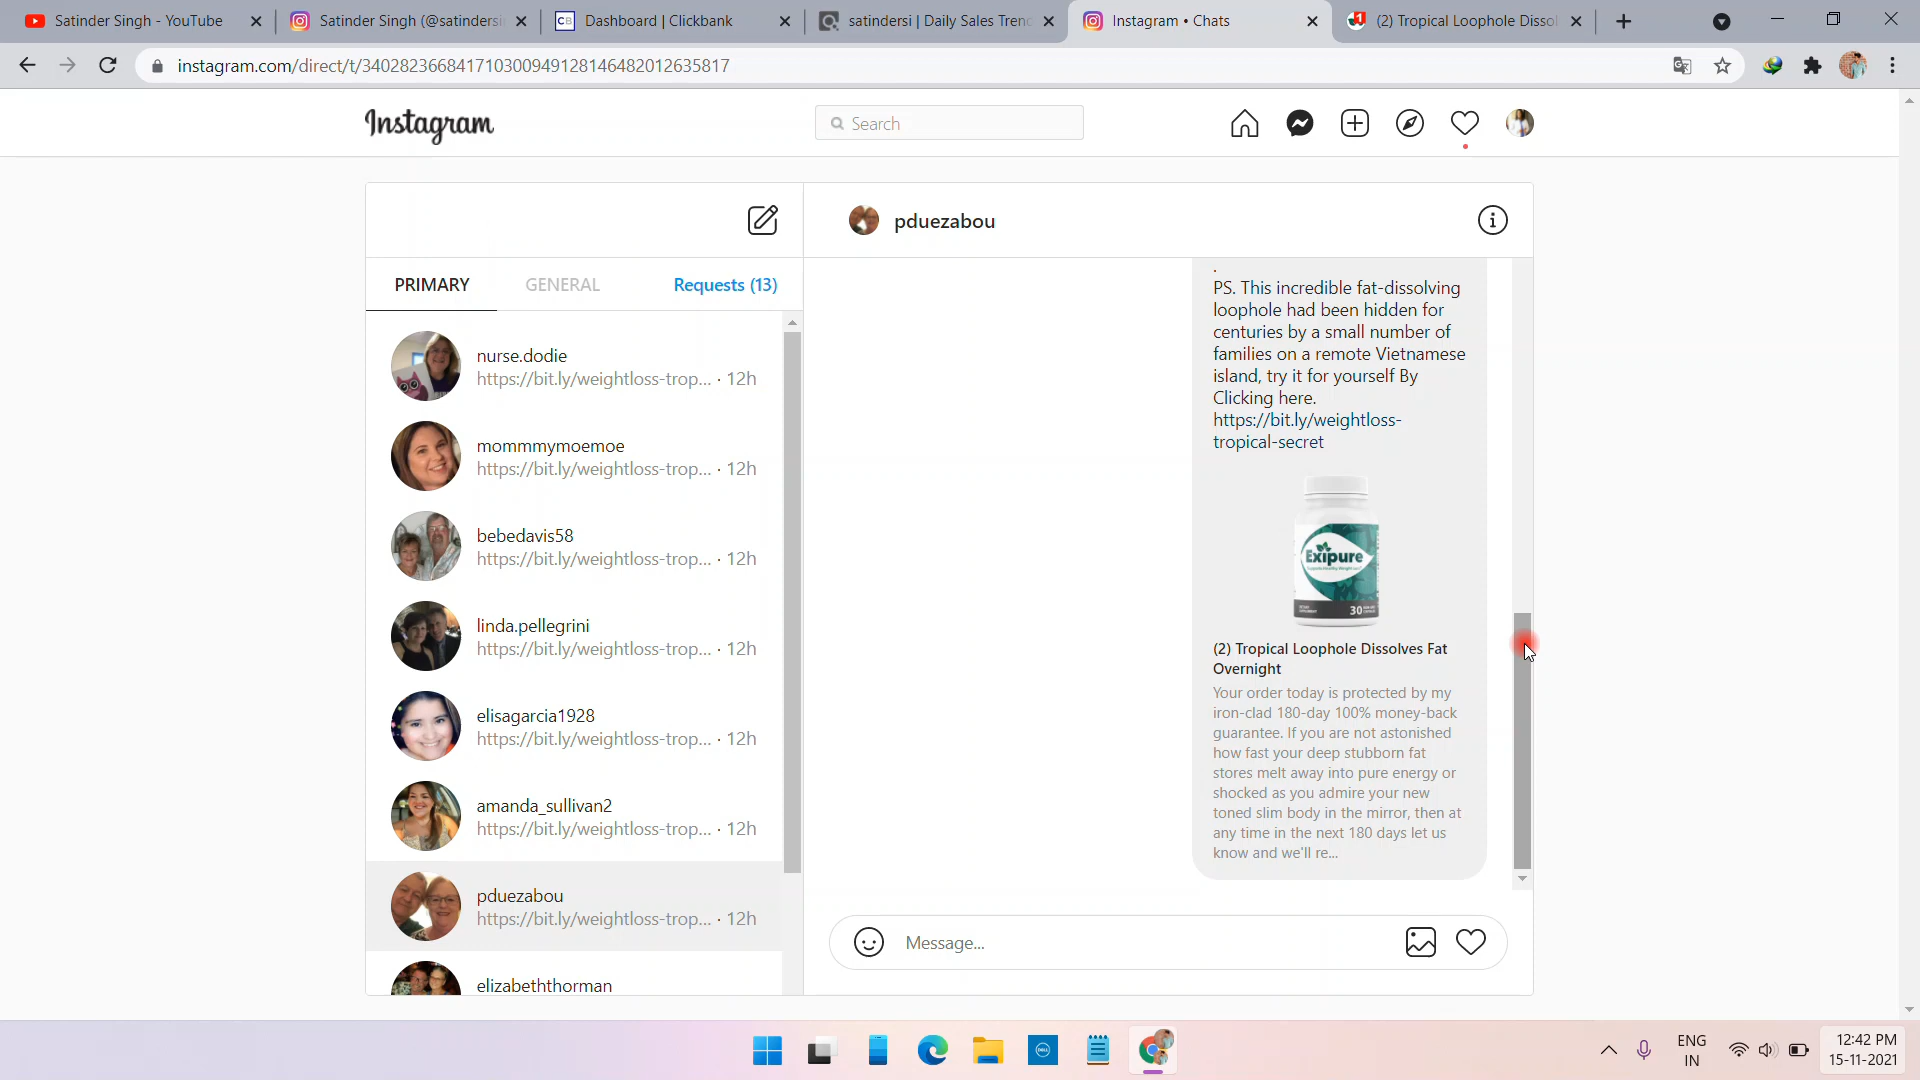 Satinder Singh - YouTube
Satinder Singh (@satindersi
CB Dashboard | Clickbank
satindersi | Daily Sales Tren
Instagram • Chats
(2) Tropical Loophole Dissol
instagram.com/direct/t/340282366841710300949128146482012635817
Instagram
Search
pduezabou
PRIMARY
GENERAL
Requests (13)
nurse.dodie
https://bit.ly/weightloss-trop... · 12h
mommmymoemoe
https://bit.ly/weightloss-trop... · 12h
bebedavis58
https://bit.ly/weightloss-trop... · 12h
linda.pellegrini
https://bit.ly/weightloss-trop... · 12h
elisagarcia1928
https://bit.ly/weightloss-trop... · 12h
amanda_sullivan2
https://bit.ly/weightloss-trop... · 12h
pduezabou
https://bit.ly/weightloss-trop... · 12h
elizabeththorman
.
PS. This incredible fat-dissolving
loophole had been hidden for
centuries by a small number of
families on a remote Vietnamese
island, try it for yourself By
Clicking here.
https://bit.ly/weightloss-
tropical-secret
Exipure
30
(2) Tropical Loophole Dissolves Fat
Overnight
Your order today is protected by my
iron-clad 180-day 100% money-back
guarantee. If you are not astonished
how fast your deep stubborn fat
stores melt away into pure energy or
shocked as you admire your new
toned slim body in the mirror, then at
any time in the next 180 days let us
know and we'll re...
Message...
DELL
ENG
IN
12:42 PM
15-11-2021